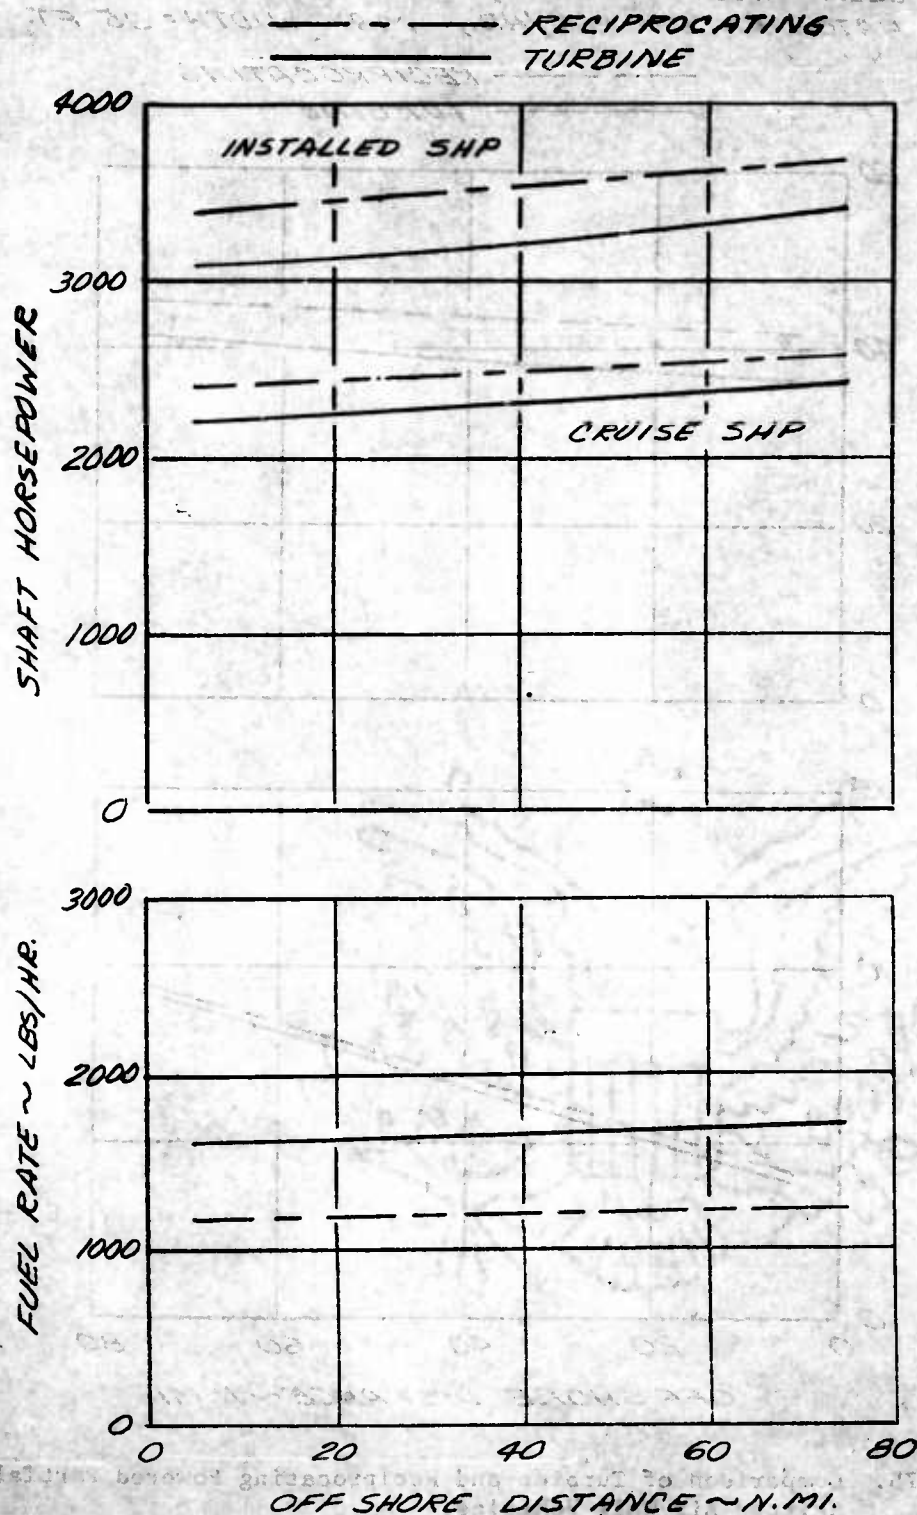 RECIPROCATING
TURBINE
4000
INSTALLED SHP
3000
SHAFT HORSEPOWER
CRUISE SHP
2000
1000
0
3000
FUEL RATE ~ LBS/HR.
2000
1000
0
0 20 40 60 80
OFF SHORE DISTANCE ~ N.MI.